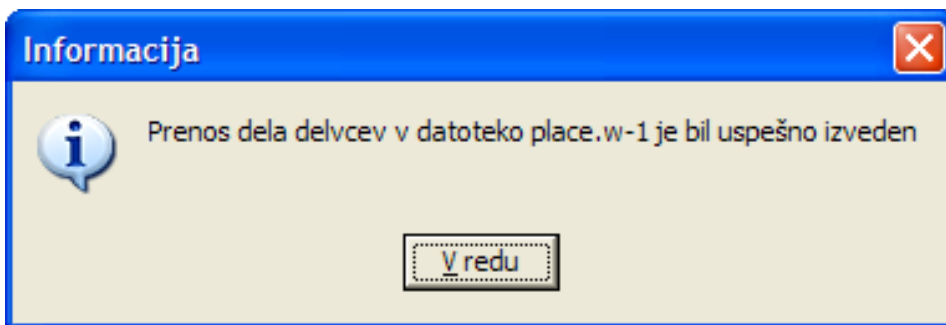 Informacija
Prenos dela delvcev v datoteko place.w-1 je bil uspešno izveden
V redu